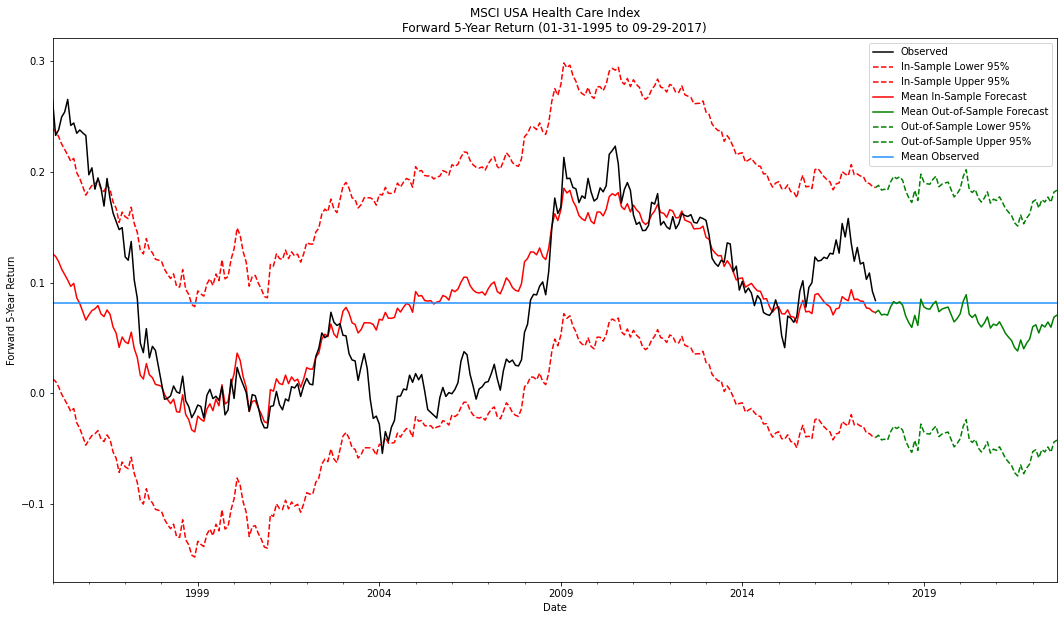 MSCI USA Health Care Index
Forward 5-Year Return (01-31-1995 to 09-29-2017)
Observed
In-Sample Lower 95%
In-Sample Upper 95%
Mean In-Sample Forecast
Mean Out-of-Sample Forecast
Out-of-Sample Lower 95%
Out-of-Sample Upper 95%
Mean Observed
Forward 5-Year Return
0.3
0.2
0.1
0.0
−0.1
1999
2004
2009
2014
2019
Date